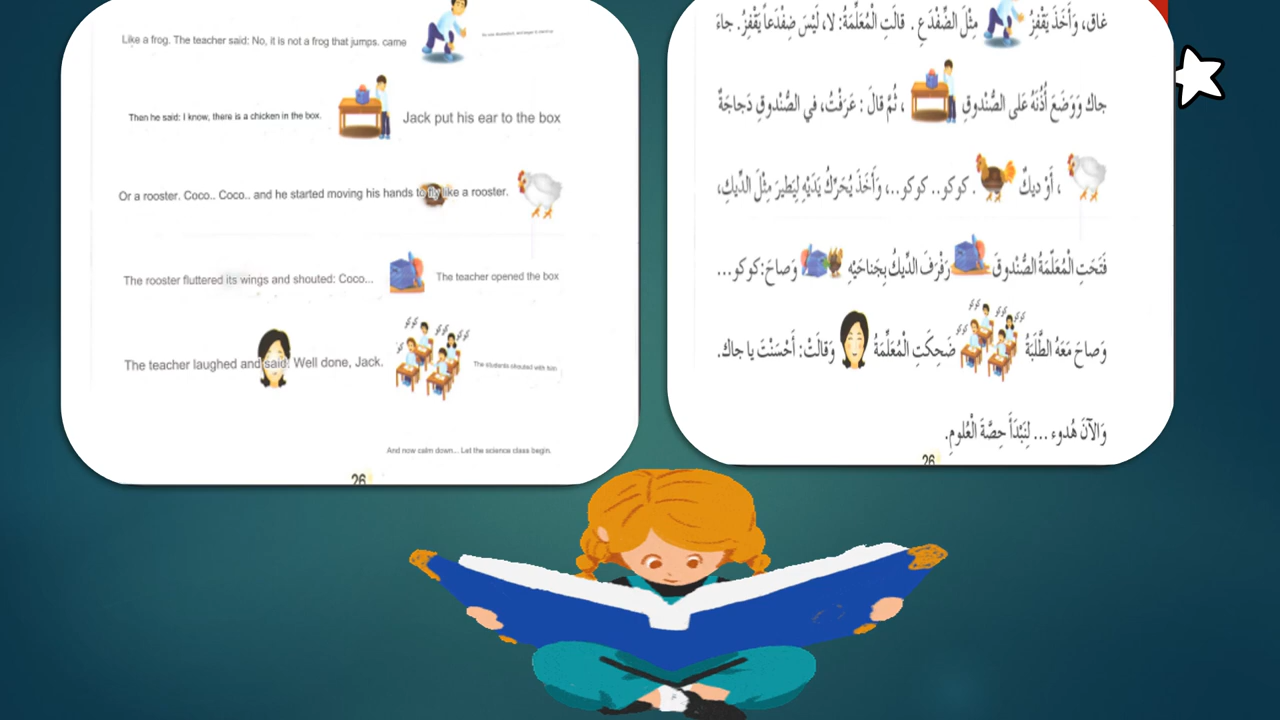 Like a frog. The teacher said: No, it is not a frog that jumps. came
Then he said: I know, there is a chicken in the box. Jack put his ear to the box
Or a rooster. Coco.. Coco.. and he started moving his hands to fly like a rooster.
The rooster fluttered its wings and shouted: Coco... The teacher opened the box
The teacher laughed and said: Well done, Jack. The students shouted with him
And now calm down... Let the science class begin.
26
غاق، وَأَخَذَ يَقْفِزُ مِثْلَ الضِّفْدَعِ . قالَتِ الْمُعَلِّمَةُ: لا، لَيْسَ ضِفْدَعاً يَقْفِزُ. جاءَ
جاك وَوَضَعَ أُذُنَهُ عَلى الصُّنْدوقِ ، ثُمَّ قالَ : عَرَفْتُ، في الصُّنْدوقِ دَجاجَةٌ
، أَوْ ديكٌ . كوكو.. كوكو...، وَأَخَذَ يُحَرِّكُ يَدَيْهِ لِيَطيرَ مِثْلَ الدِّيكِ،
فَتَحَتِ الْمُعَلِّمَةُ الصُّنْدوقَ وَرَفْرَفَ الدِّيكُ بِجَناحَيْهِ وَصاحَ:كوكو...
وَصاحَ مَعَهُ الطَّلَبَةُ ضَحِكَتِ الْمُعَلِّمَةُ وَقالَتْ: أَحْسَنْتَ يا جاك.
وَالآنَ هُدوء ... لِنَبْدَأَ حِصَّةَ الْعُلومِ.
26